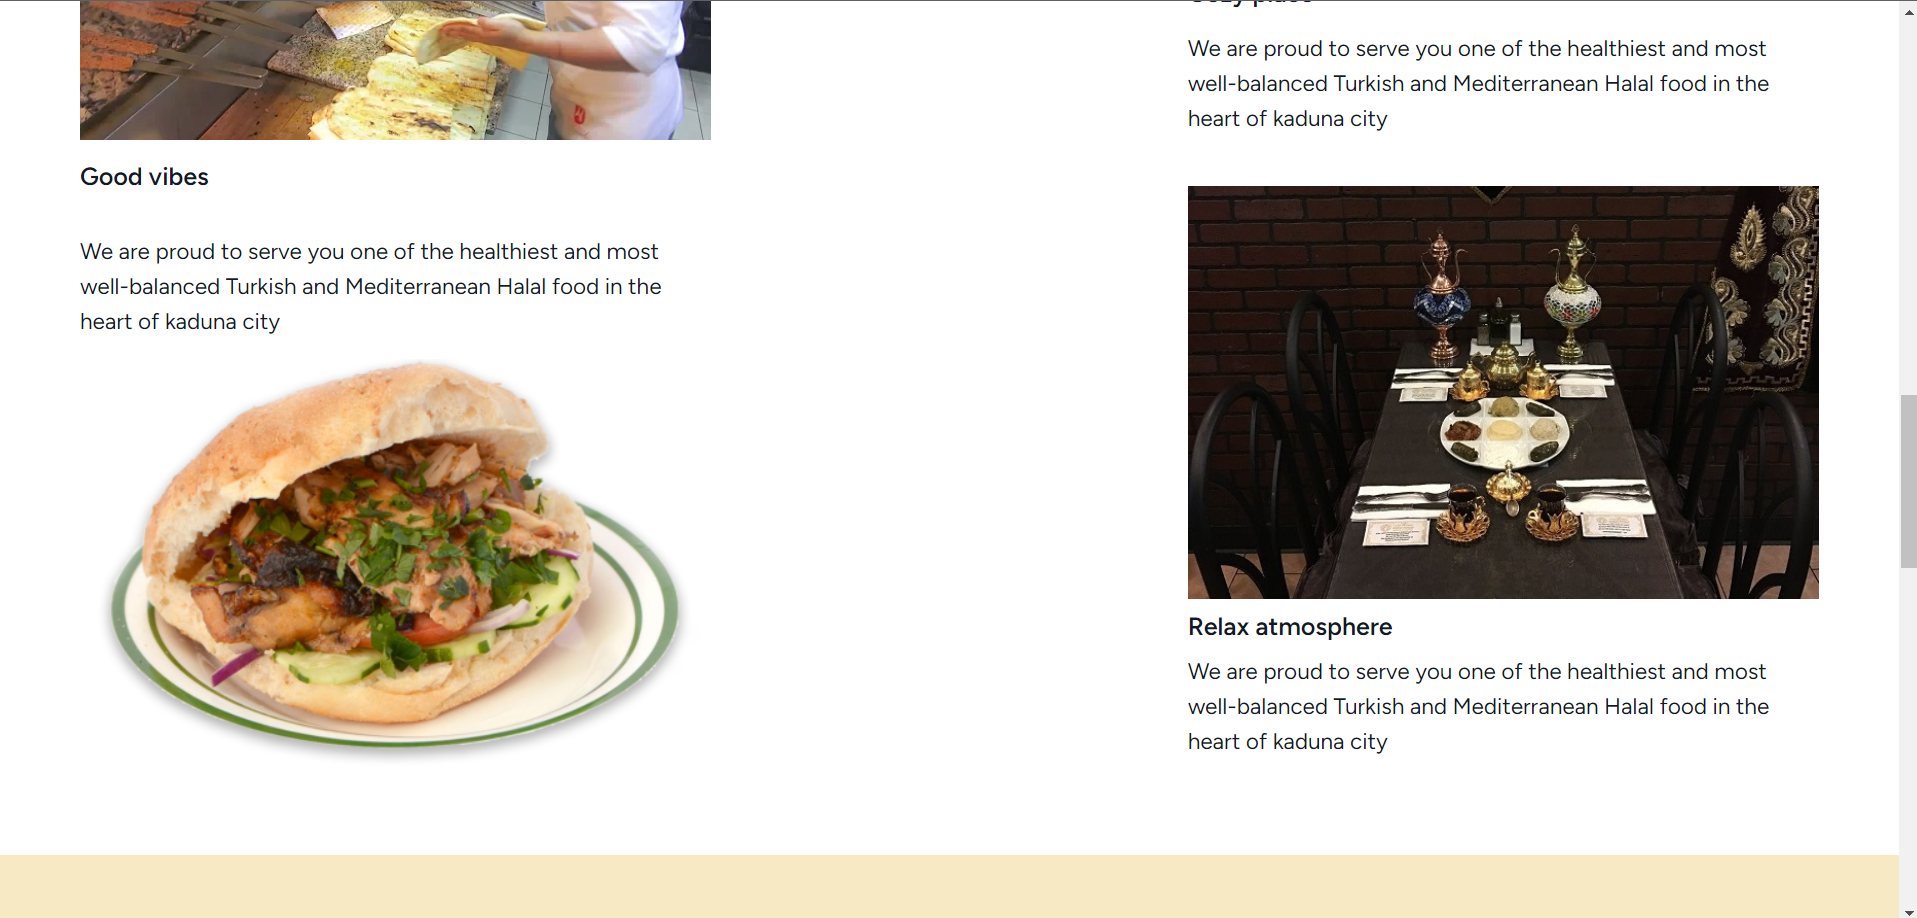 Good vibes
We are proud to serve you one of the healthiest and most
well-balanced Turkish and Mediterranean Halal food in the
heart of kaduna city
Cozy place
We are proud to serve you one of the healthiest and most
well-balanced Turkish and Mediterranean Halal food in the
heart of kaduna city
Relax atmosphere
We are proud to serve you one of the healthiest and most
well-balanced Turkish and Mediterranean Halal food in the
heart of kaduna city